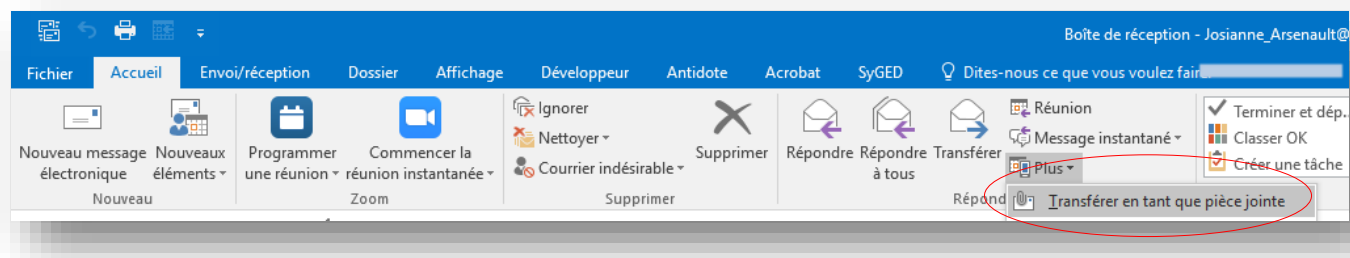 Boîte de réception - Josianne_Arsenault@
Fichier Accueil Envoi/réception Dossier Affichage Développeur Antidote Acrobat SyGED Dites-nous ce que vous voulez fair
Nouveau message électronique
Nouveaux éléments
Nouveau
Programmer une réunion
Commencer la réunion instantanée
Zoom
Ignorer
Nettoyer
Courrier indésirable
Supprimer
Supprimer
Répondre
Répondre à tous
Transférer
Réunion
Message instantané
Plus
Répond
Transférer en tant que pièce jointe
Terminer et dép...
Classer OK
Créer une tâche